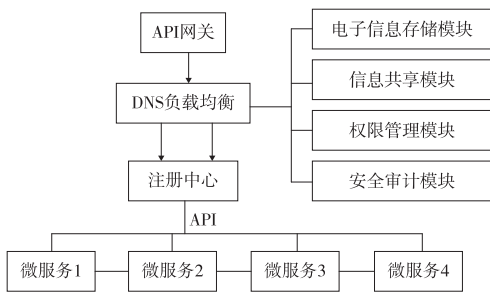 API网关
电子信息存储模块
信息共享模块
DNS负载均衡
权限管理模块
注册中心
安全审计模块
API
微服务1
微服务2
微服务3
微服务4